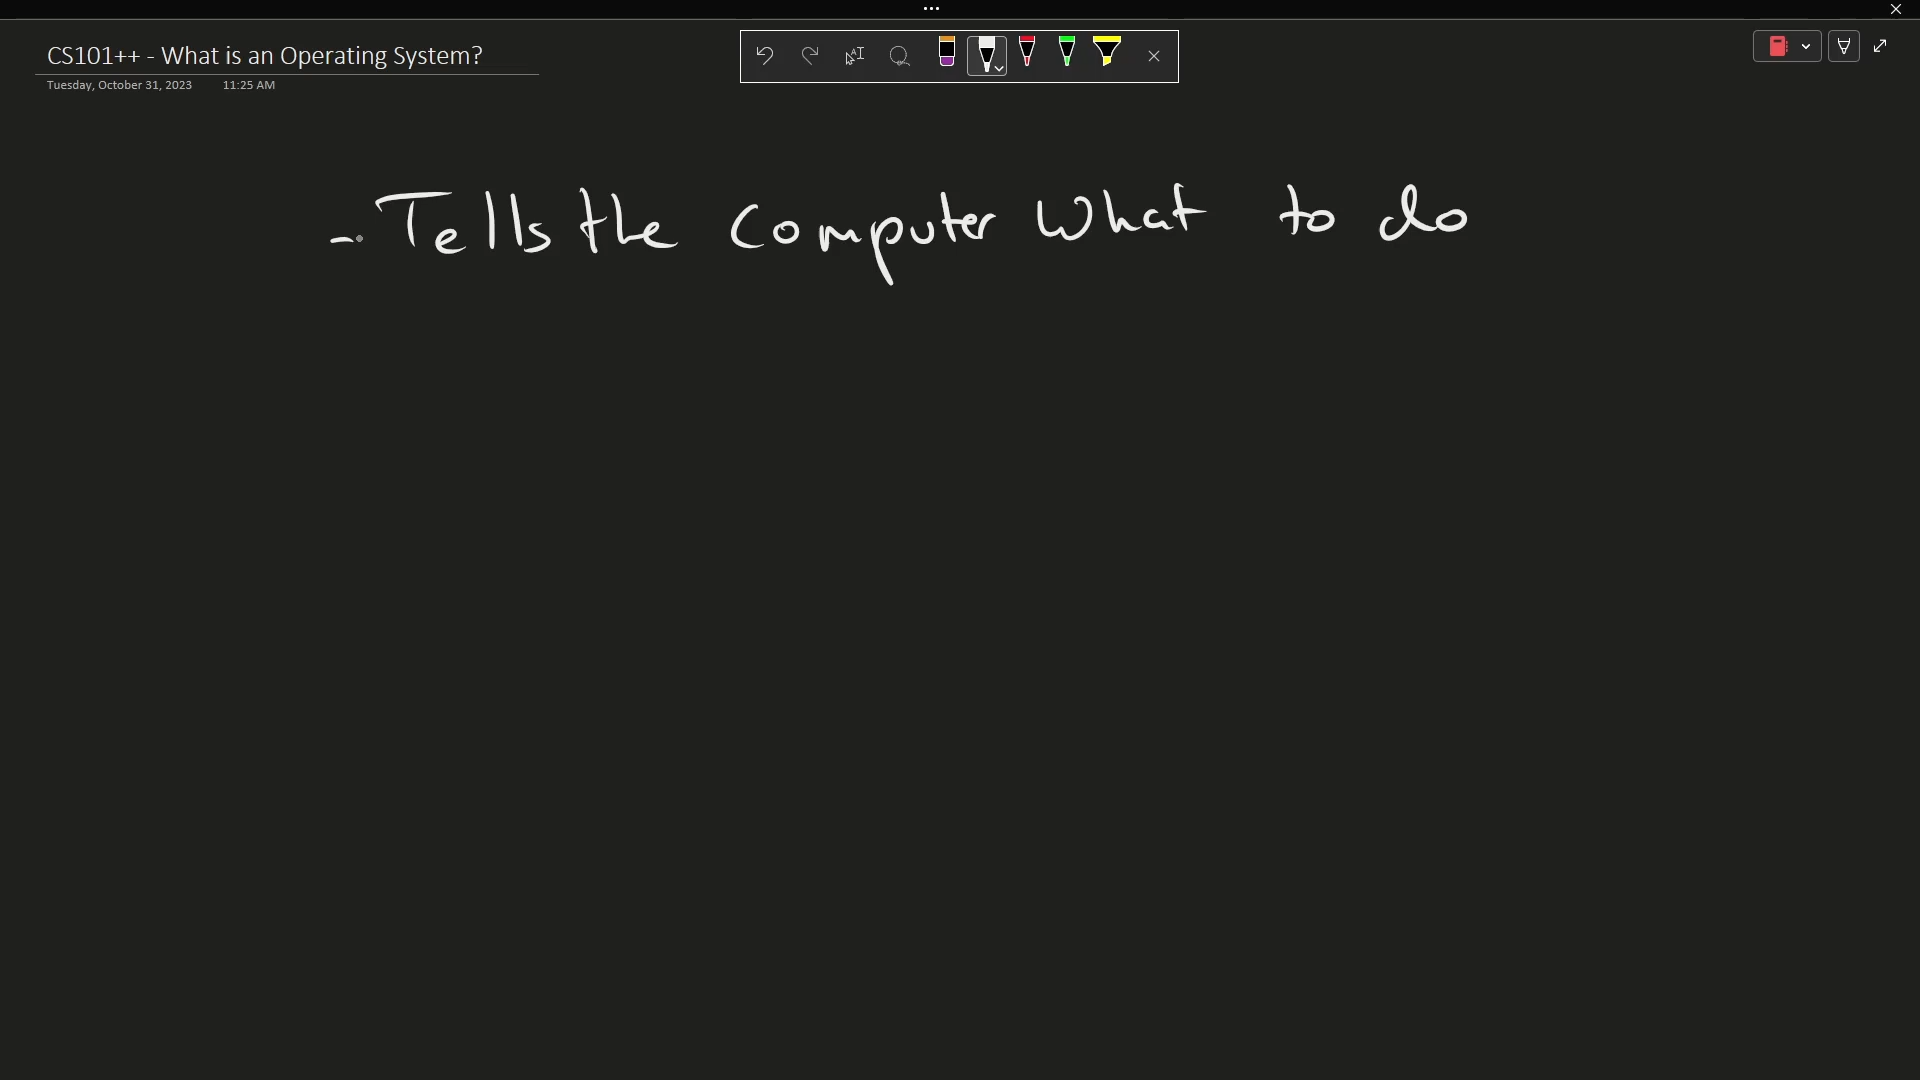 CS101++ - What is an Operating System?
Tuesday, October 31, 2023 11:25 AM
- Tells the computer what to do